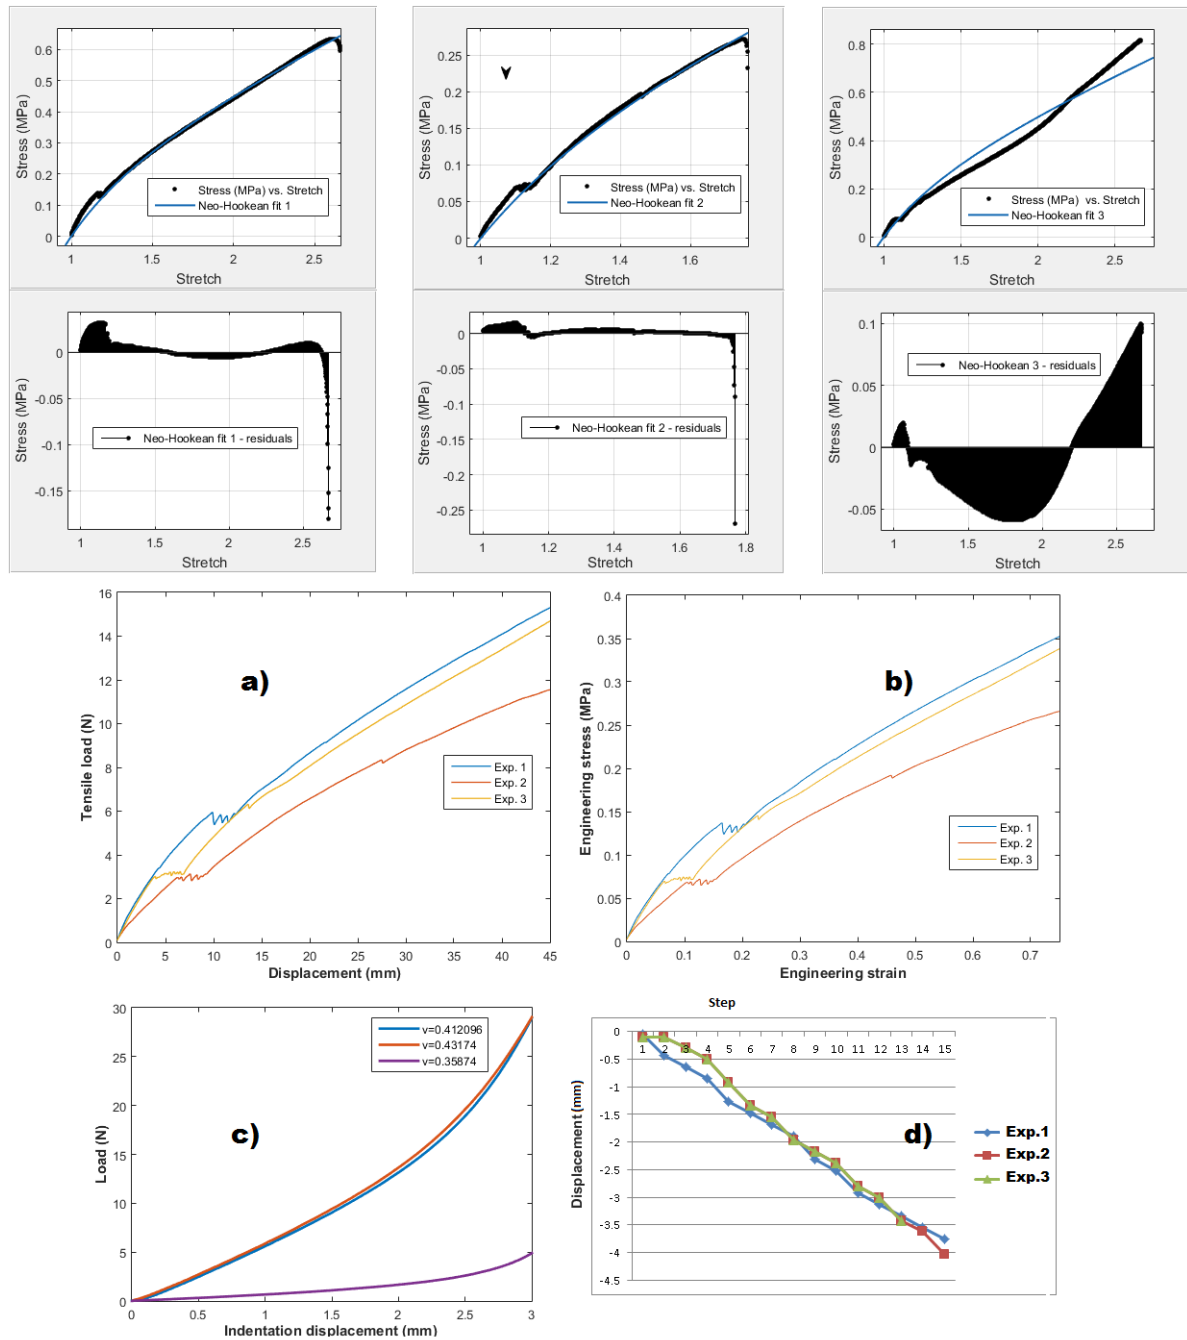 0.6
0.5
0.4
0.3
0.2
0.1
0
Stress (MPa)
Stress (MPa) vs. Stretch
Neo-Hookean fit 1
1 1.5 2 2.5
Stretch
0.25
0.2
0.15
0.1
0.05
0
Stress (MPa)
Stress (MPa) vs. Stretch
Neo-Hookean fit 2
1 1.2 1.4 1.6
Stretch
0.8
0.6
0.4
0.2
0
Stress (MPa)
Stress (MPa) vs. Stretch
Neo-Hookean fit 3
1 1.5 2 2.5
Stretch
0
-0.05
-0.1
-0.15
Stress (MPa)
Neo-Hookean fit 1 - residuals
1 1.5 2 2.5
Stretch
0
-0.05
-0.1
-0.15
-0.2
-0.25
Stress (MPa)
Neo-Hookean fit 2 - residuals
1 1.2 1.4 1.6 1.8
Stretch
0.1
0.05
0
-0.05
Stress (MPa)
Neo-Hookean 3 - residuals
1 1.5 2 2.5
Stretch
16
14
12
10
8
6
4
2
0
Tensile load (N)
a)
Exp. 1
Exp. 2
Exp. 3
0 5 10 15 20 25 30 35 40 45
Displacement (mm)
0.4
0.35
0.3
0.25
0.2
0.15
0.1
0.05
0
Engineering stress (MPa)
b)
Exp. 1
Exp. 2
Exp. 3
0 0.1 0.2 0.3 0.4 0.5 0.6 0.7
Engineering strain
30
25
20
15
10
5
0
Load (N)
v=0.412096
v=0.43174
v=0.35874
c)
0 0.5 1 1.5 2 2.5 3
Indentation displacement (mm)
Step
0
-0.5
-1
-1.5
-2
-2.5
-3
-3.5
-4
-4.5
Displacement (mm)
1 2 3 4 5 6 7 8 9 10 11 12 13 14 15
d)
Exp.1
Exp.2
Exp.3